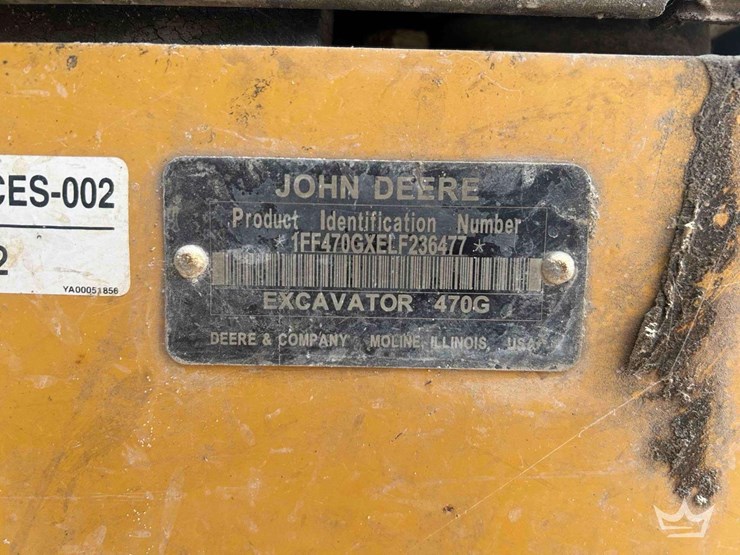 CES-002
2
YA00051856
JOHN DEERE
Product Identification Number
*1FF470GXELF236477*
EXCAVATOR 470G
DEERE & COMPANY MOLINE, ILLINOIS, USA